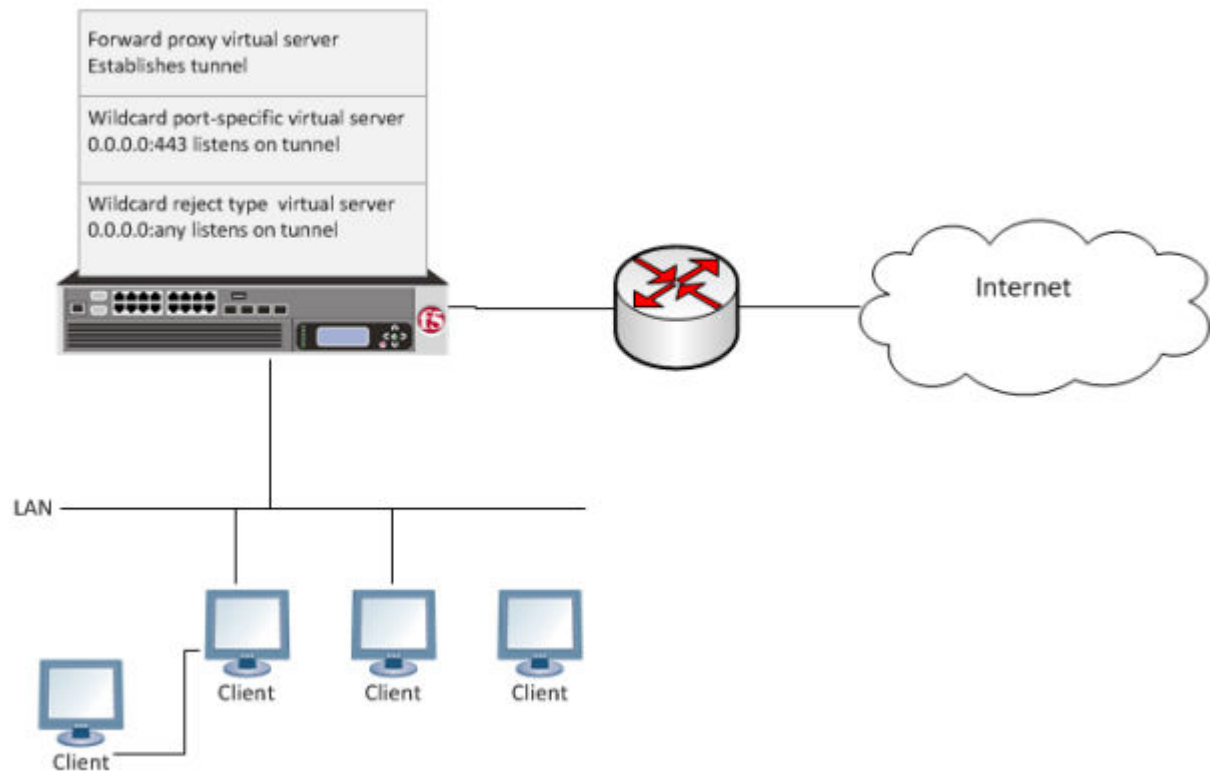 Forward proxy virtual server
Establishes tunnel
Wildcard port-specific virtual server
0.0.0.0:443 listens on tunnel
Wildcard reject type virtual server
0.0.0.0:any listens on tunnel
f5
Internet
LAN
Client
Client
Client
Client